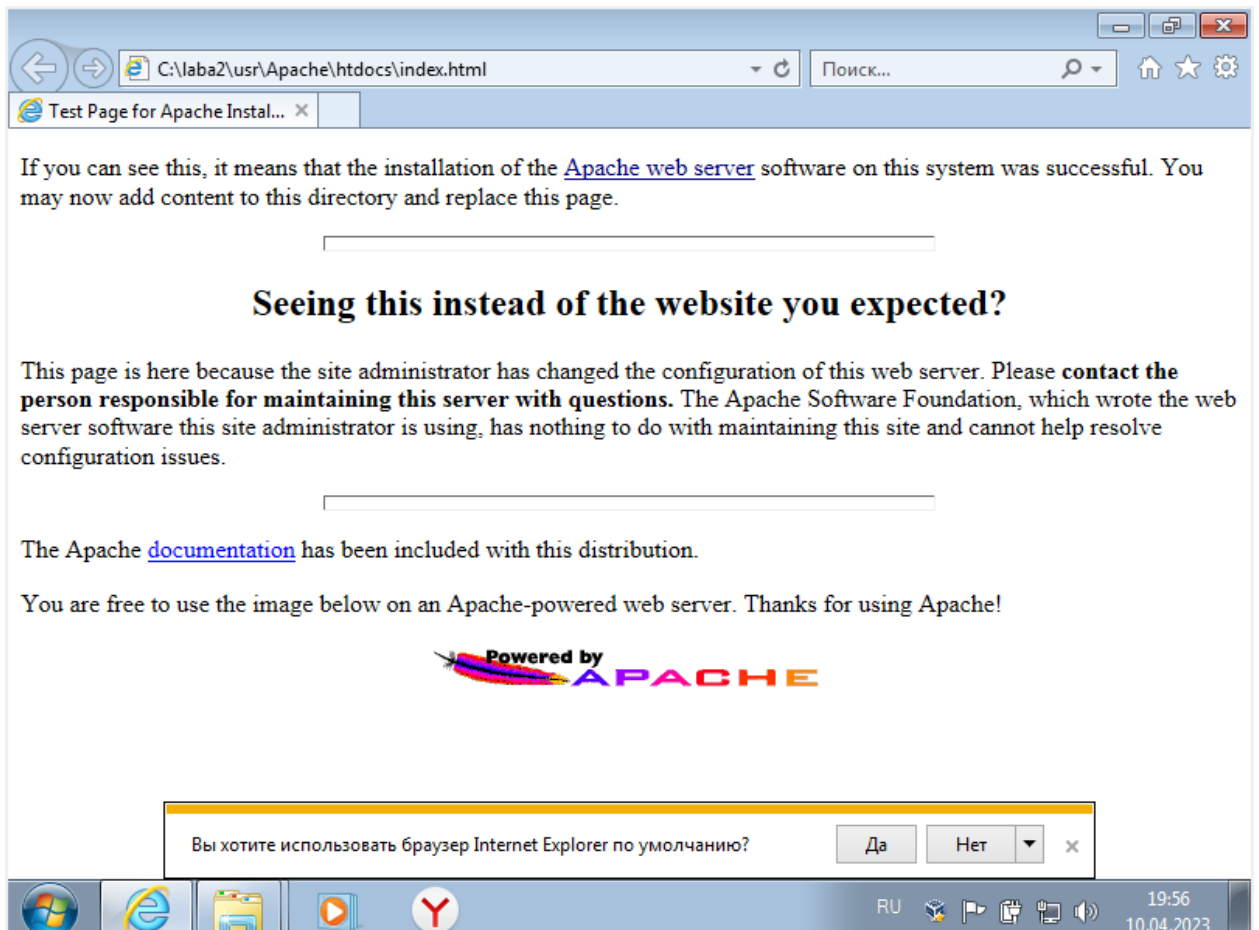 C:\laba2\usr\Apache\htdocs\index.html
Поиск...
Test Page for Apache Instal...
If you can see this, it means that the installation of the Apache web server software on this system was successful. You
may now add content to this directory and replace this page.
Seeing this instead of the website you expected?
This page is here because the site administrator has changed the configuration of this web server. Please contact the
person responsible for maintaining this server with questions. The Apache Software Foundation, which wrote the web
server software this site administrator is using, has nothing to do with maintaining this site and cannot help resolve
configuration issues.
The Apache documentation has been included with this distribution.
You are free to use the image below on an Apache-powered web server. Thanks for using Apache!
Powered by
APACHE
Вы хотите использовать браузер Internet Explorer по умолчанию?
Да
Нет
RU
19:56
10.04.2023